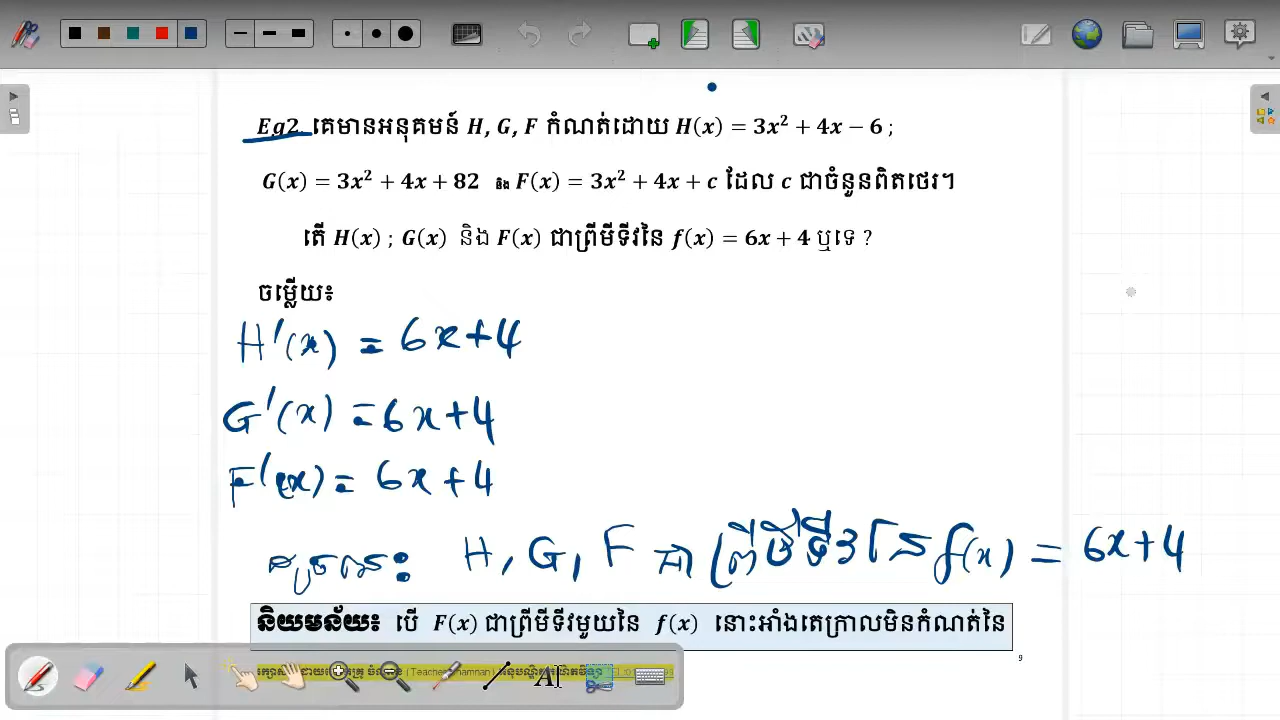 Eg2. គេមានអនុគមន៍ H, G, F កំណត់ដោយ H(x) = 3x² + 4x − 6 ;
G(x) = 3x² + 4x + 82 និង F(x) = 3x² + 4x + c ដែល c ជាចំនួនពិតថេរ។
តើ H(x) ; G(x) និង F(x) ជាព្រីមីទីវនៃ f(x) = 6x + 4 ឬទេ ?
ចម្លើយ៖
H'(x) = 6x+4
G'(x) = 6x+4
F'(x) = 6x+4
ដូចនេះ: H, G, F ជា ព្រីមីទីវ នៃ f(x) = 6x+4
និយមន័យ៖ បើ F(x) ជាព្រីមីទីវមួយនៃ f(x) នោះអាំងតេក្រាលមិនកំណត់នៃ
9